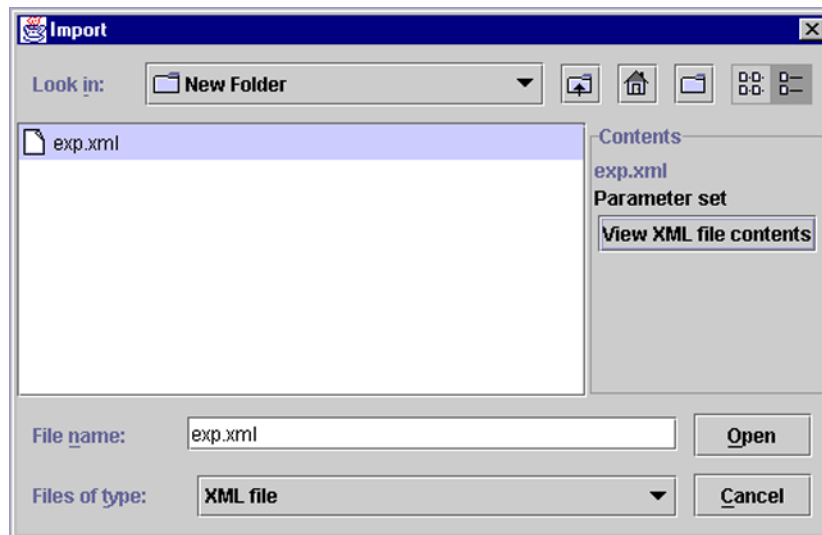 Import
Look in:
New Folder
exp.xml
Contents
exp.xml
Parameter set
View XML file contents
File name:
exp.xml
Open
Files of type:
XML file
Cancel